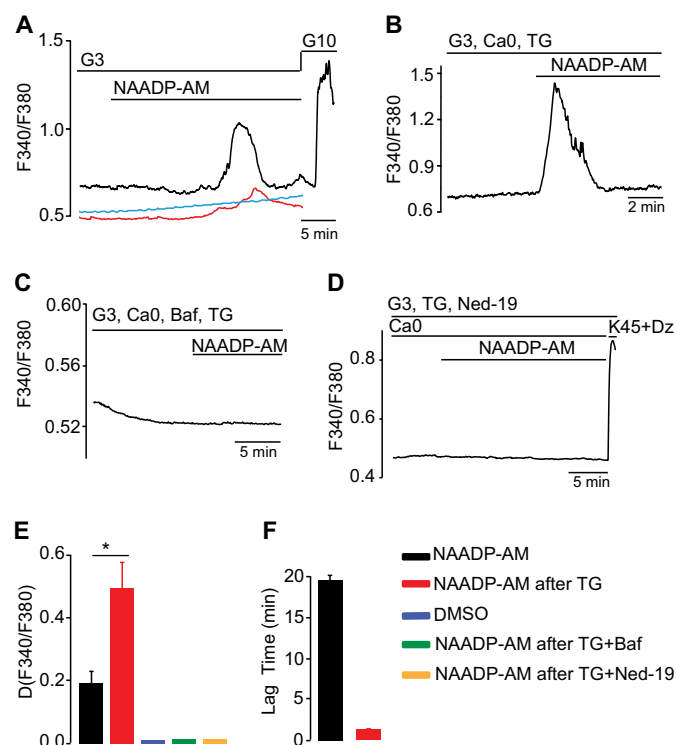 A
G3
G10
NAADP-AM
1.5
1.0
0.5
F340/F380
5 min
B
G3, Ca0, TG
NAADP-AM
1.5
1.2
0.9
0.6
F340/F380
2 min
C
0.60
0.56
0.52
F340/F380
G3, Ca0, Baf, TG
NAADP-AM
5 min
D
G3, TG, Ned-19
Ca0
K45+Dz
NAADP-AM
0.8
0.6
0.4
F340/F380
5 min
E
0.6
0.4
0.2
0.0
D(F340/F380)
*
F
20
15
10
5
0
Lag Time (min)
NAADP-AM
NAADP-AM after TG
DMSO
NAADP-AM after TG+Baf
NAADP-AM after TG+Ned-19